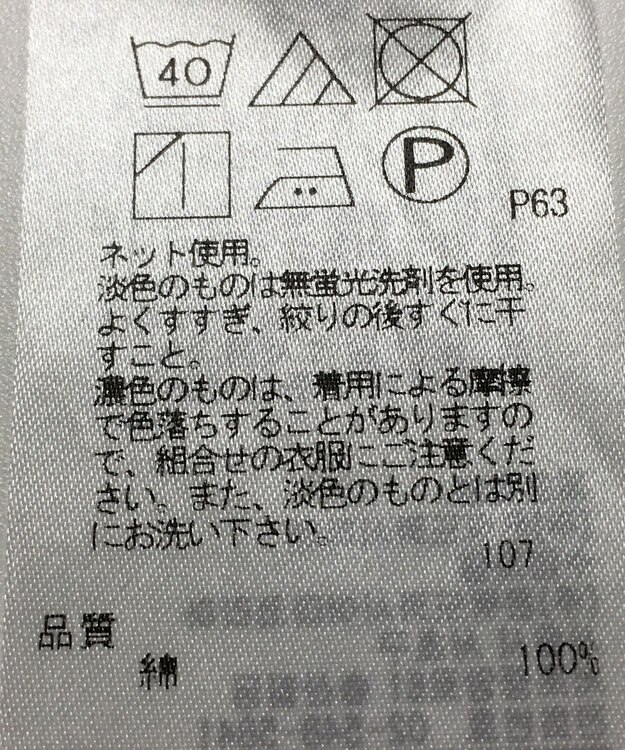 40
P
P63
ネット使用。
淡色のものは無蛍光洗剤を使用。
よくすすぎ、絞りの後すぐに干
すこと。
濃色のものは、着用による摩擦
で色落ちすることがありますの
で、組合せの衣服にご注意くだ
さい。また、淡色のものとは別
にお洗い下さい。
107
品質
綿 100%